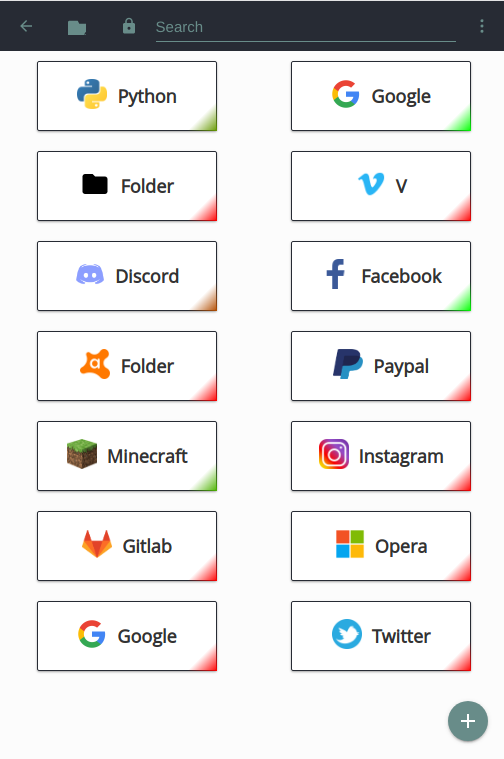 Search
Python
Google
Folder
V
Discord
Facebook
Folder
Paypal
Minecraft
Instagram
Gitlab
Opera
Google
Twitter